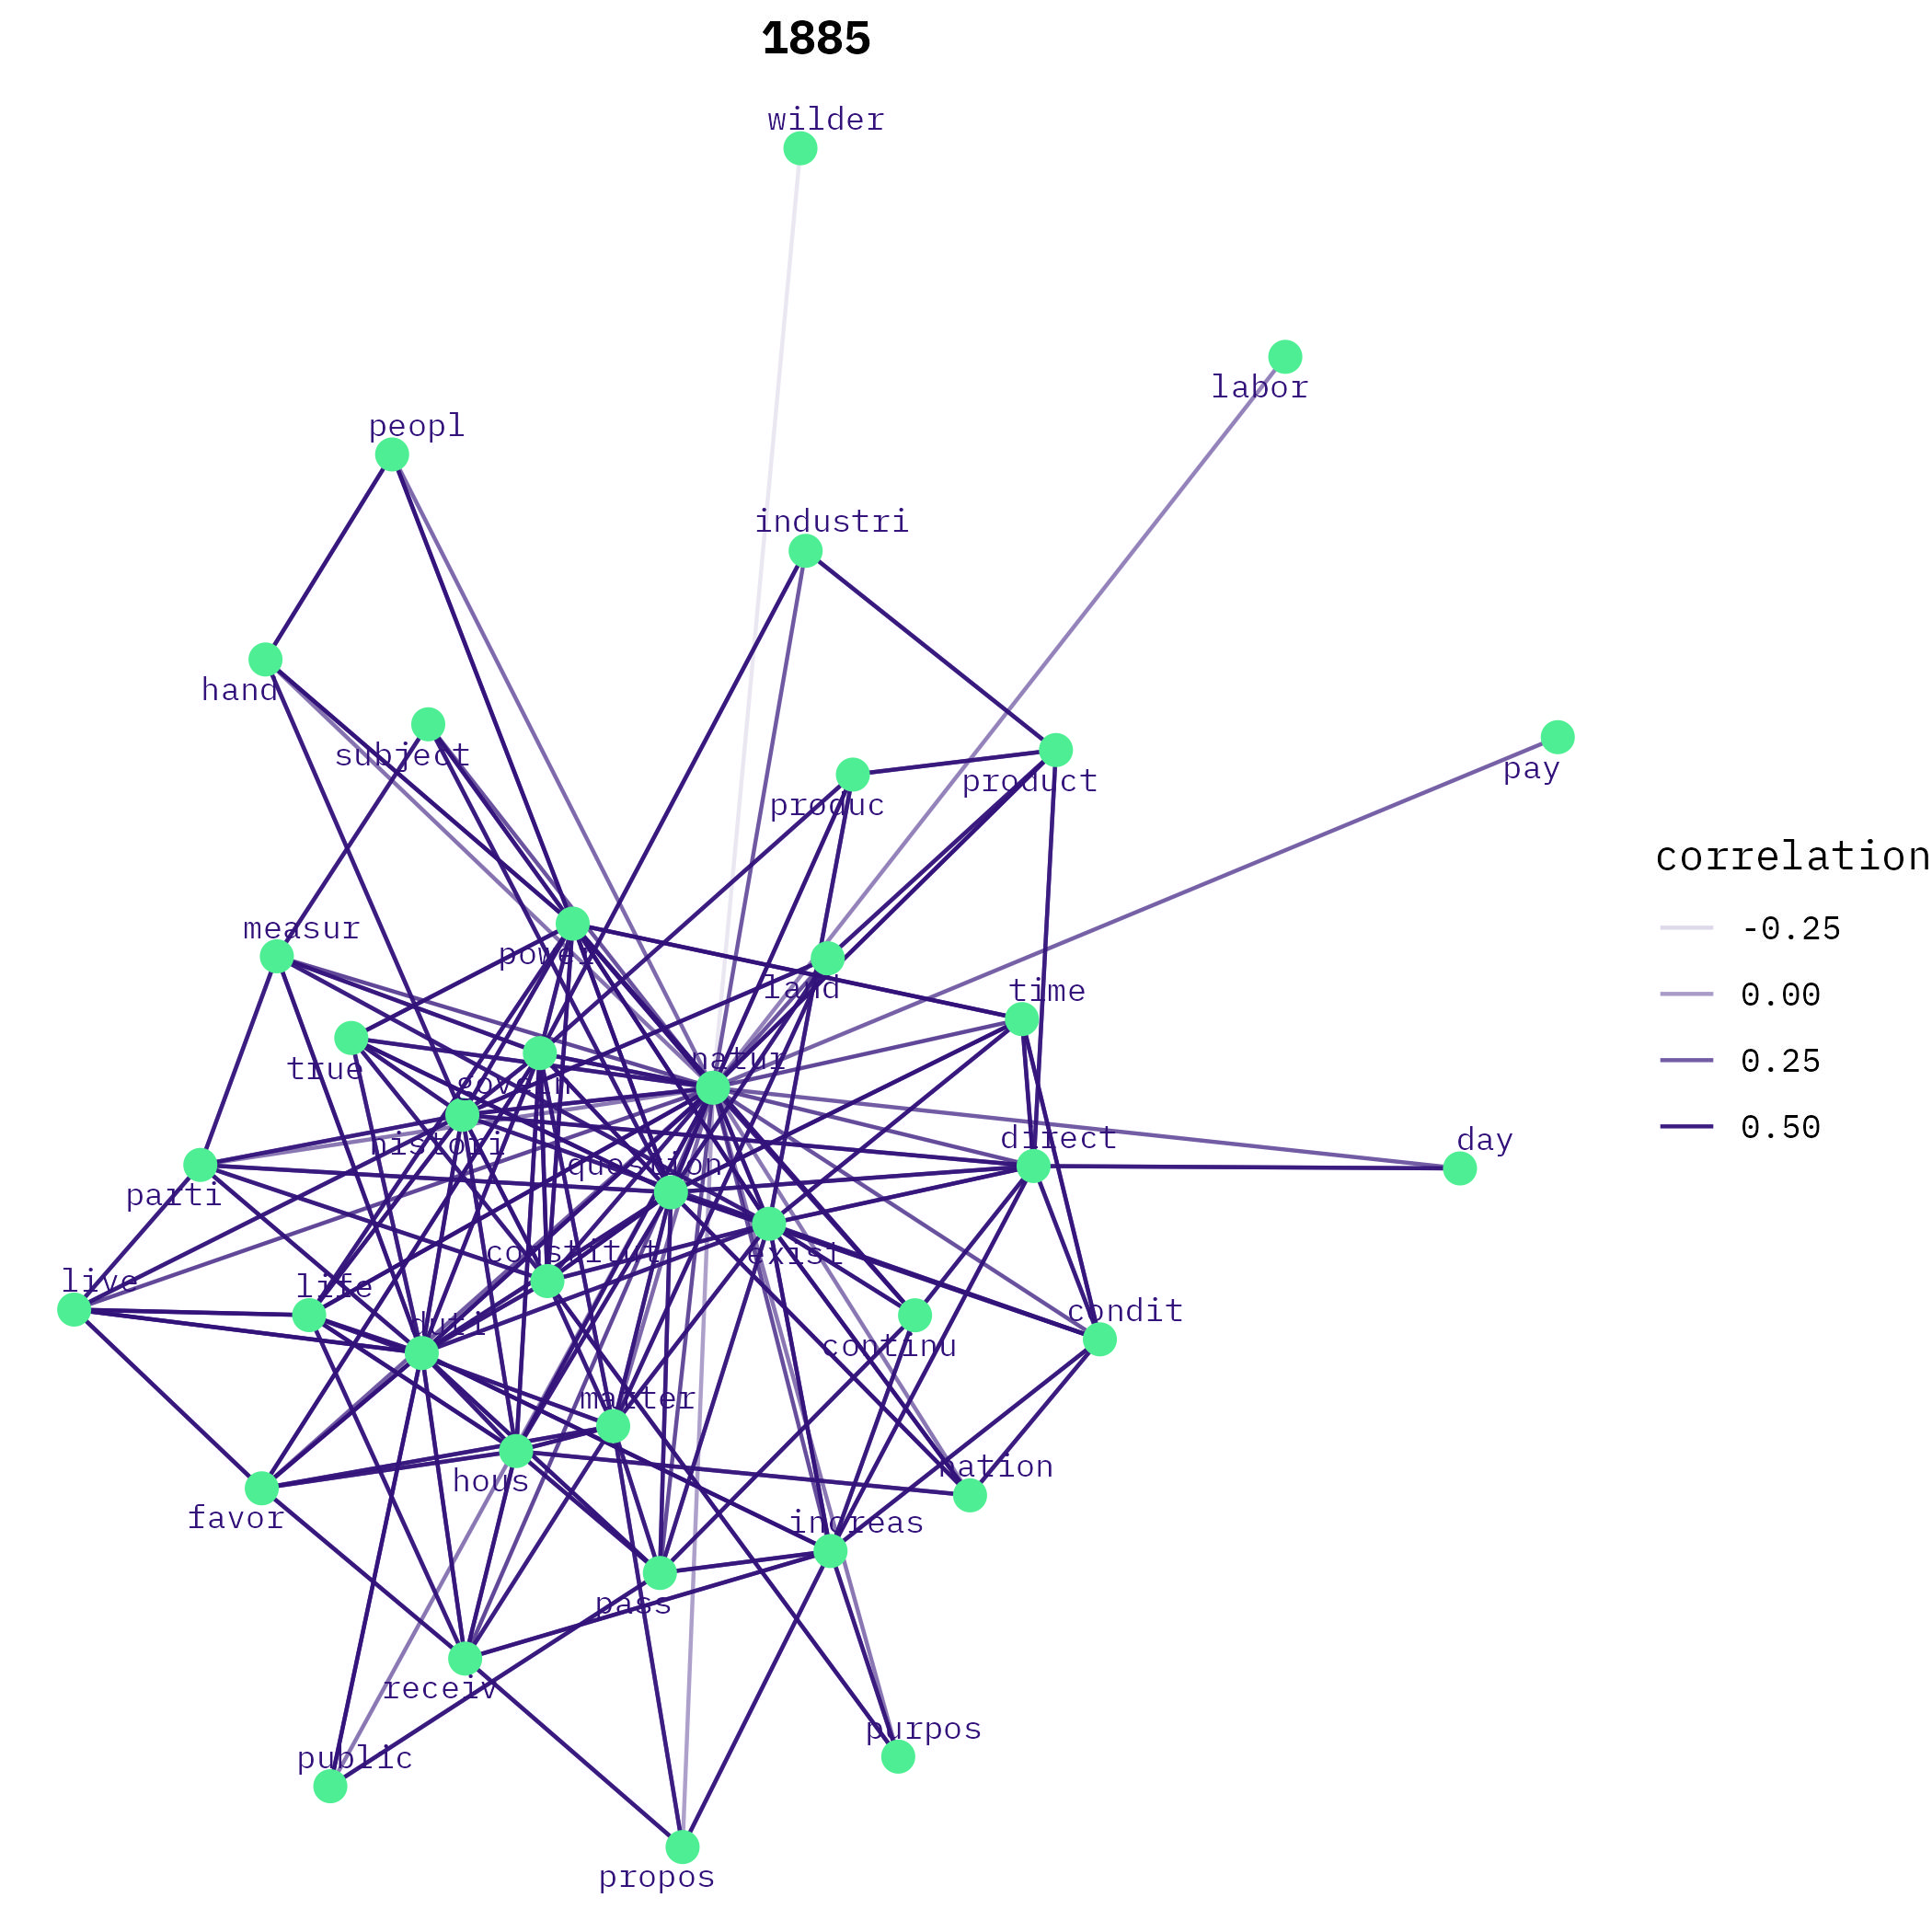 1885
wilder
labor
peopl
industri
hand
subject
pay
product
produc
correlation
-0.25
0.00
0.25
0.50
measur
power
land
time
true
natur
govern
direct
day
histori
question
parti
constitut
exist
live
life
condit
duti
continu
matter
nation
hous
favor
increas
pass
receiv
purpos
public
propos